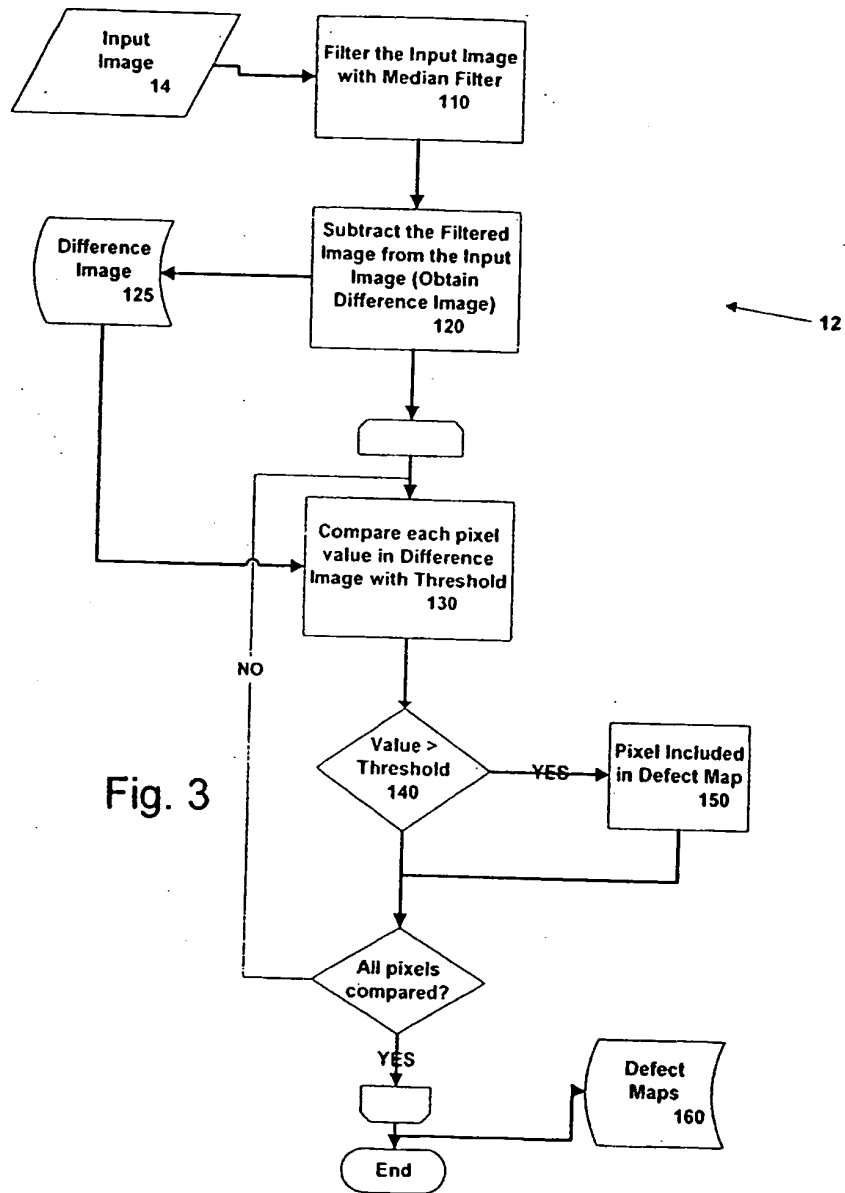 Input
Image
14
Filter the Input Image
with Median Filter
110
Difference
Image
125
Subtract the Filtered
Image from the Input
Image (Obtain
Difference Image)
120
12
Compare each pixel
value in Difference
Image with Threshold
130
NO
Value >
Threshold
140
YES
Pixel Included
in Defect Map
150
Fig. 3
All pixels
compared?
YES
Defect
Maps
160
End